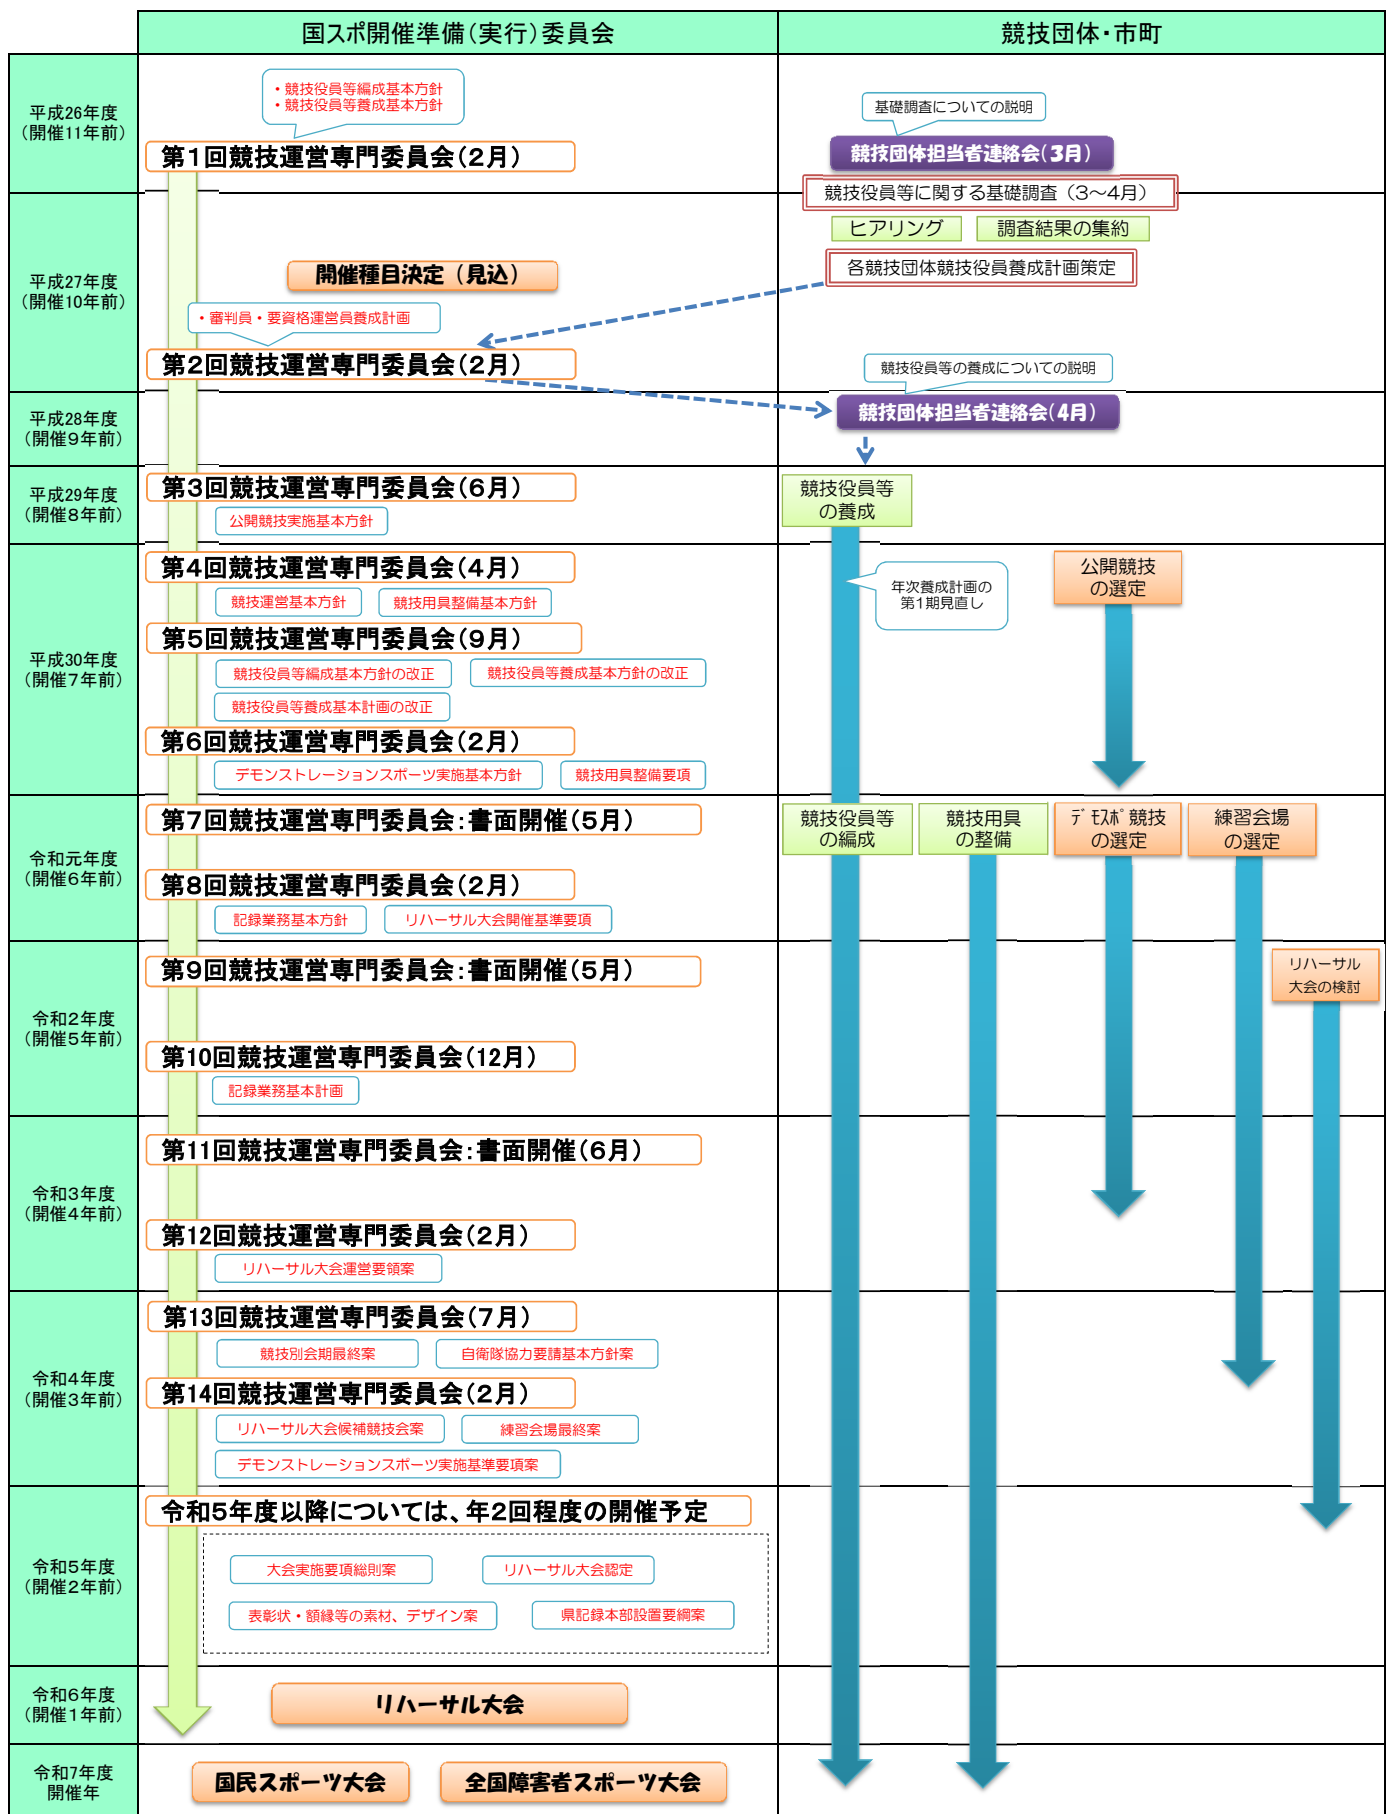 国スポ開催準備（実行）委員会
競技団体・市町
平成26年度
（開催11年前）
・競技役員等編成基本方針
・競技役員等養成基本方針
第1回競技運営専門委員会（2月）
基礎調査についての説明
競技団体担当者連絡会（3月）
競技役員等に関する基礎調査（3～4月）
平成27年度
（開催10年前）
ヒアリング
調査結果の集約
各競技団体競技役員養成計画策定
開催種目決定（見込）
・審判員・要資格運営員養成計画
第2回競技運営専門委員会（2月）
競技役員等の養成についての説明
平成28年度
（開催9年前）
競技団体担当者連絡会（4月）
平成29年度
（開催8年前）
第3回競技運営専門委員会（6月）
公開競技実施基本方針
競技役員等
の養成
平成30年度
（開催7年前）
第4回競技運営専門委員会（4月）
競技運営基本方針
競技用具整備基本方針
第5回競技運営専門委員会（9月）
競技役員等編成基本方針の改正
競技役員等養成基本方針の改正
競技役員等養成基本計画の改正
第6回競技運営専門委員会（2月）
デモンストレーションスポーツ実施基本方針
競技用具整備要項
年次養成計画の
第1期見直し
公開競技
の選定
令和元年度
（開催6年前）
第7回競技運営専門委員会：書面開催（5月）
第8回競技運営専門委員会（2月）
記録業務基本方針
リハーサル大会開催基準要項
競技役員等
の編成
競技用具
の整備
ﾃﾞﾓｽﾎﾟ競技
の選定
練習会場
の選定
令和2年度
（開催5年前）
第9回競技運営専門委員会：書面開催（5月）
第10回競技運営専門委員会（12月）
記録業務基本計画
リハーサル
大会の検討
令和3年度
（開催4年前）
第11回競技運営専門委員会：書面開催（6月）
第12回競技運営専門委員会（2月）
リハーサル大会運営要領案
令和4年度
（開催3年前）
第13回競技運営専門委員会（7月）
競技別会期最終案
自衛隊協力要請基本方針案
第14回競技運営専門委員会（2月）
リハーサル大会候補競技会案
練習会場最終案
デモンストレーションスポーツ実施基準要項案
令和5年度
（開催2年前）
令和5年度以降については、年2回程度の開催予定
大会実施要項総則案
リハーサル大会認定
表彰状・額縁等の素材、デザイン案
県記録本部設置要綱案
令和6年度
（開催1年前）
リハーサル大会
令和7年度
開催年
国民スポーツ大会
全国障害者スポーツ大会